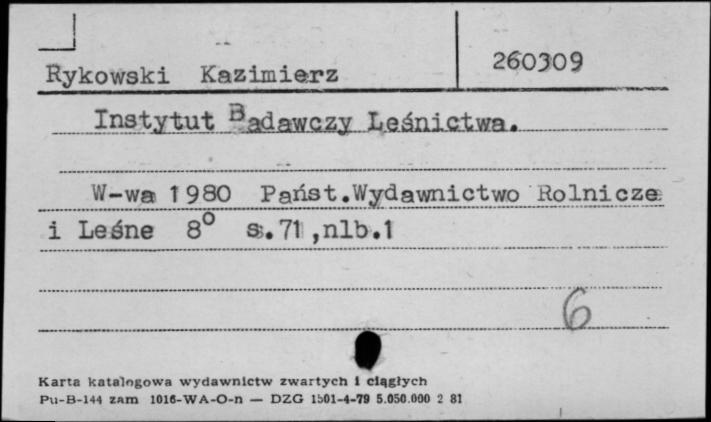 Rykowski Kazimierz
260309
Instytut Badawczy Leśnictwa.
W-wa 1980 Państ.Wydawnictwo Rolnicze
i Leśne 8° s.71,nlb.1
6
Karta katalogowa wydawnictw zwartych i ciągłych
Pu-B-144 zam 1016-WA-O-n — DZG 1501-4-79 5.050.000 2 81